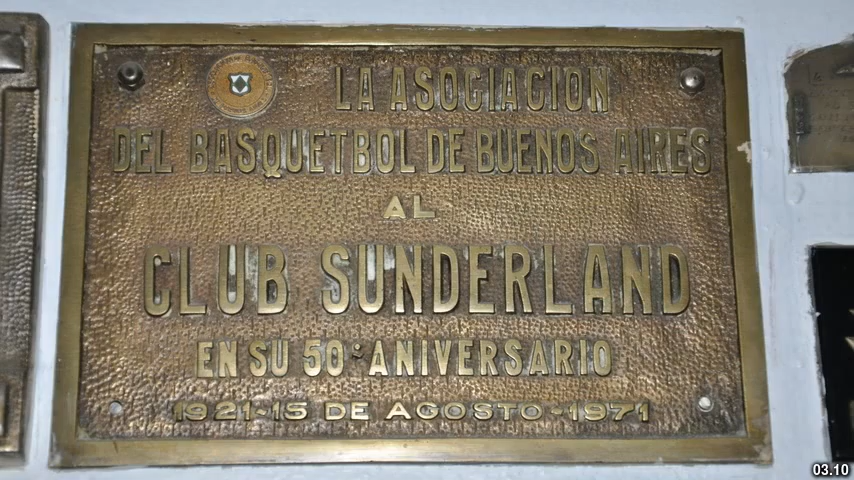 LA ASOCIACION
DEL BASQUETBOL DE BUENOS AIRES
AL
CLUB SUNDERLAND
EN SU 50° ANIVERSARIO
1921-15 DE AGOSTO-1971
03.10